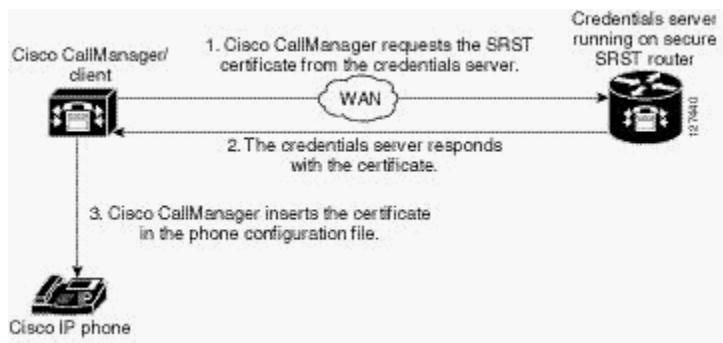 Cisco CallManager/
client
1. Cisco CallManager requests the SRST
certificate from the credentials server.
Credentials server
running on secure
SRST router
WAN
127440
2. The credentials server responds
with the certificate.
3. Cisco CallManager inserts the certificate
in the phone configuration file.
Cisco IP phone